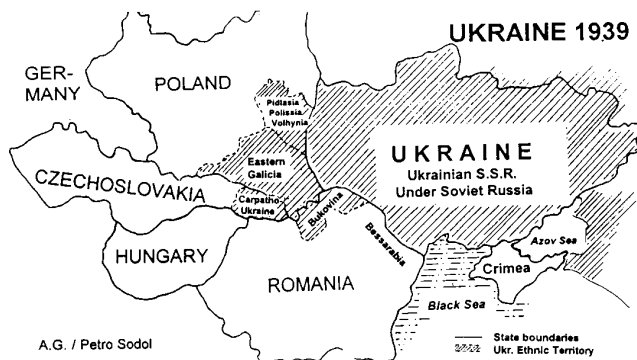 UKRAINE 1939
GER-
MANY
POLAND
Pidlasia
Polissia
Volhynia
UKRAINE
Ukrainian S.S.R.
Under Soviet Russia
Eastern
Galicia
CZECHOSLOVAKIA
Carpatho-
Ukraine
Bukovina
Bessarabia
Azov Sea
HUNGARY
Crimea
ROMANIA
Black Sea
A.G. / Petro Sodol
State boundaries
Ukr. Ethnic Territory